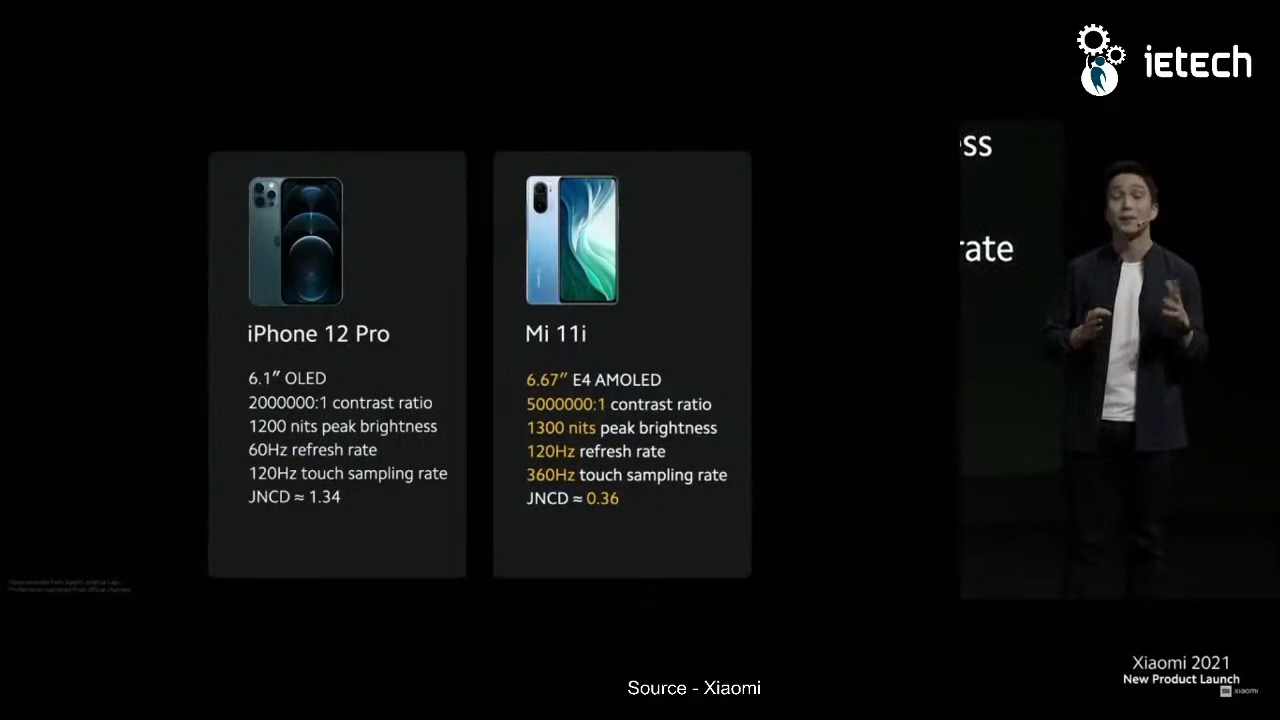 ietech
ess
rate
iPhone 12 Pro
6.1″ OLED
2000000:1 contrast ratio
1200 nits peak brightness
60Hz refresh rate
120Hz touch sampling rate
JNCD ≈ 1.34
Mi 11i
6.67″ E4 AMOLED
5000000:1 contrast ratio
1300 nits peak brightness
120Hz refresh rate
360Hz touch sampling rate
JNCD ≈ 0.36
Xiaomi 2021
New Product Launch
mi xiaomi
Source - Xiaomi